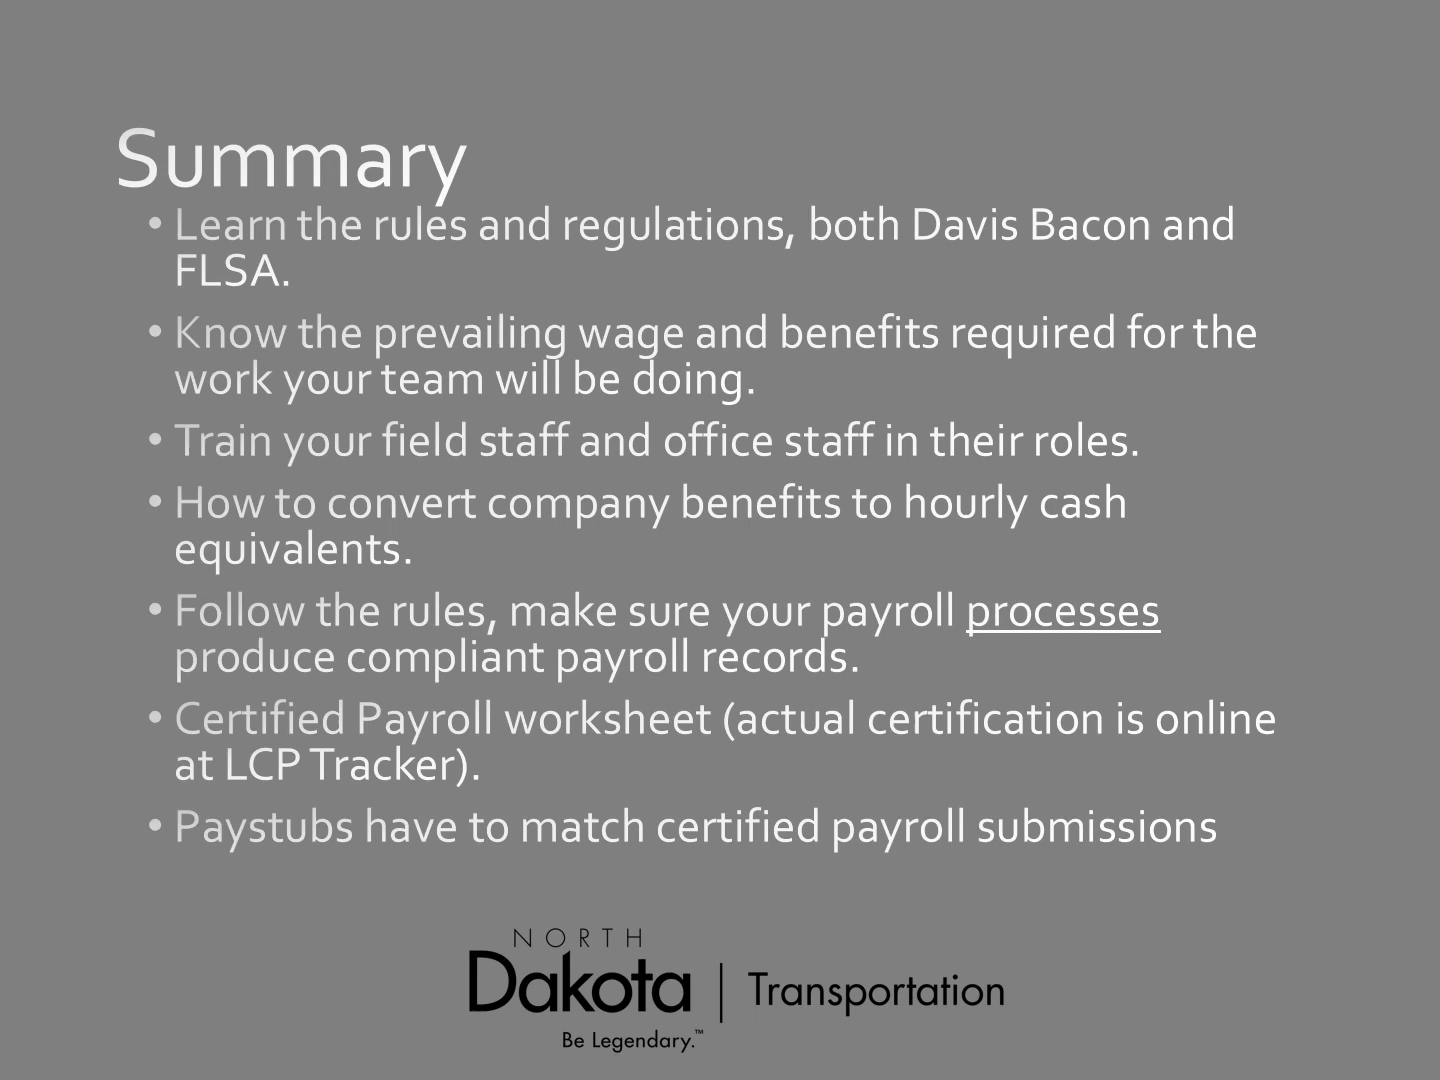 Summary
• Learn the rules and regulations, both Davis Bacon and
FLSA.
• Know the prevailing wage and benefits required for the
work your team will be doing.
• Train your field staff and office staff in their roles.
• How to convert company benefits to hourly cash
equivalents.
• Follow the rules, make sure your payroll processes
produce compliant payroll records.
• Certified Payroll worksheet (actual certification is online
at LCP Tracker).
• Paystubs have to match certified payroll submissions
NORTH
Dakota | Transportation
Be Legendary.™